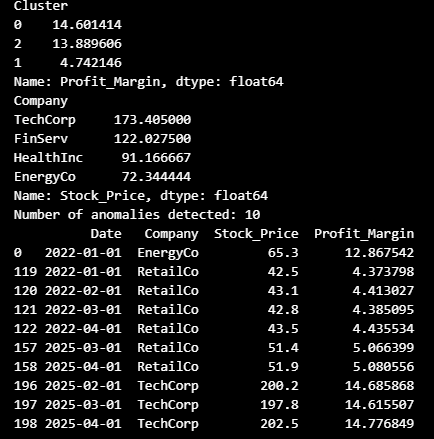 Cluster
0    14.601414
2    13.889606
1     4.742146
Name: Profit_Margin, dtype: float64
Company
TechCorp     173.405000
FinServ      122.027500
HealthInc     91.166667
EnergyCo      72.344444
Name: Stock_Price, dtype: float64
Number of anomalies detected: 10
          Date   Company  Stock_Price  Profit_Margin
0   2022-01-01  EnergyCo         65.3      12.867542
119 2022-01-01  RetailCo         42.5       4.373798
120 2022-02-01  RetailCo         43.1       4.413027
121 2022-03-01  RetailCo         42.8       4.385095
122 2022-04-01  RetailCo         43.5       4.435534
157 2025-03-01  RetailCo         51.4       5.066399
158 2025-04-01  RetailCo         51.9       5.080556
196 2025-02-01  TechCorp        200.2      14.685868
197 2025-03-01  TechCorp        197.8      14.615507
198 2025-04-01  TechCorp        202.5      14.776849